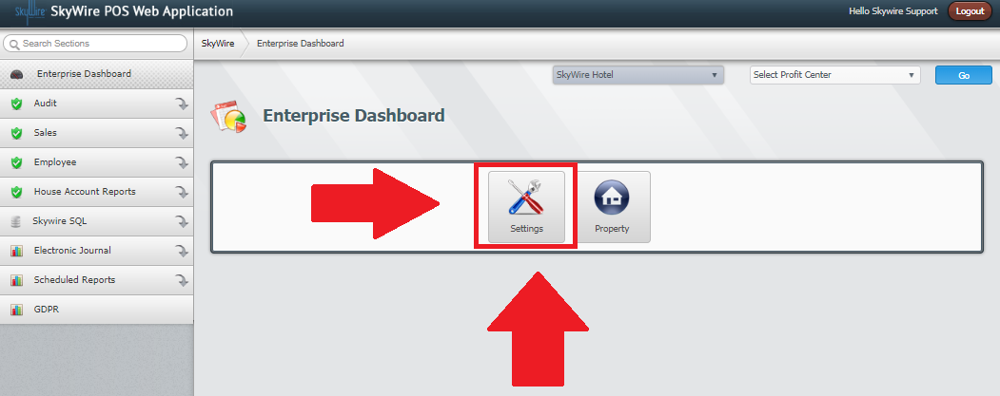 SkyWire SkyWire POS Web Application
Hello Skywire Support Logout
Search Sections
SkyWire Enterprise Dashboard
Enterprise Dashboard
SkyWire Hotel Select Profit Center Go
Audit
Sales
Employee
House Account Reports
Skywire SQL
Electronic Journal
Scheduled Reports
GDPR
Enterprise Dashboard
Settings
Property